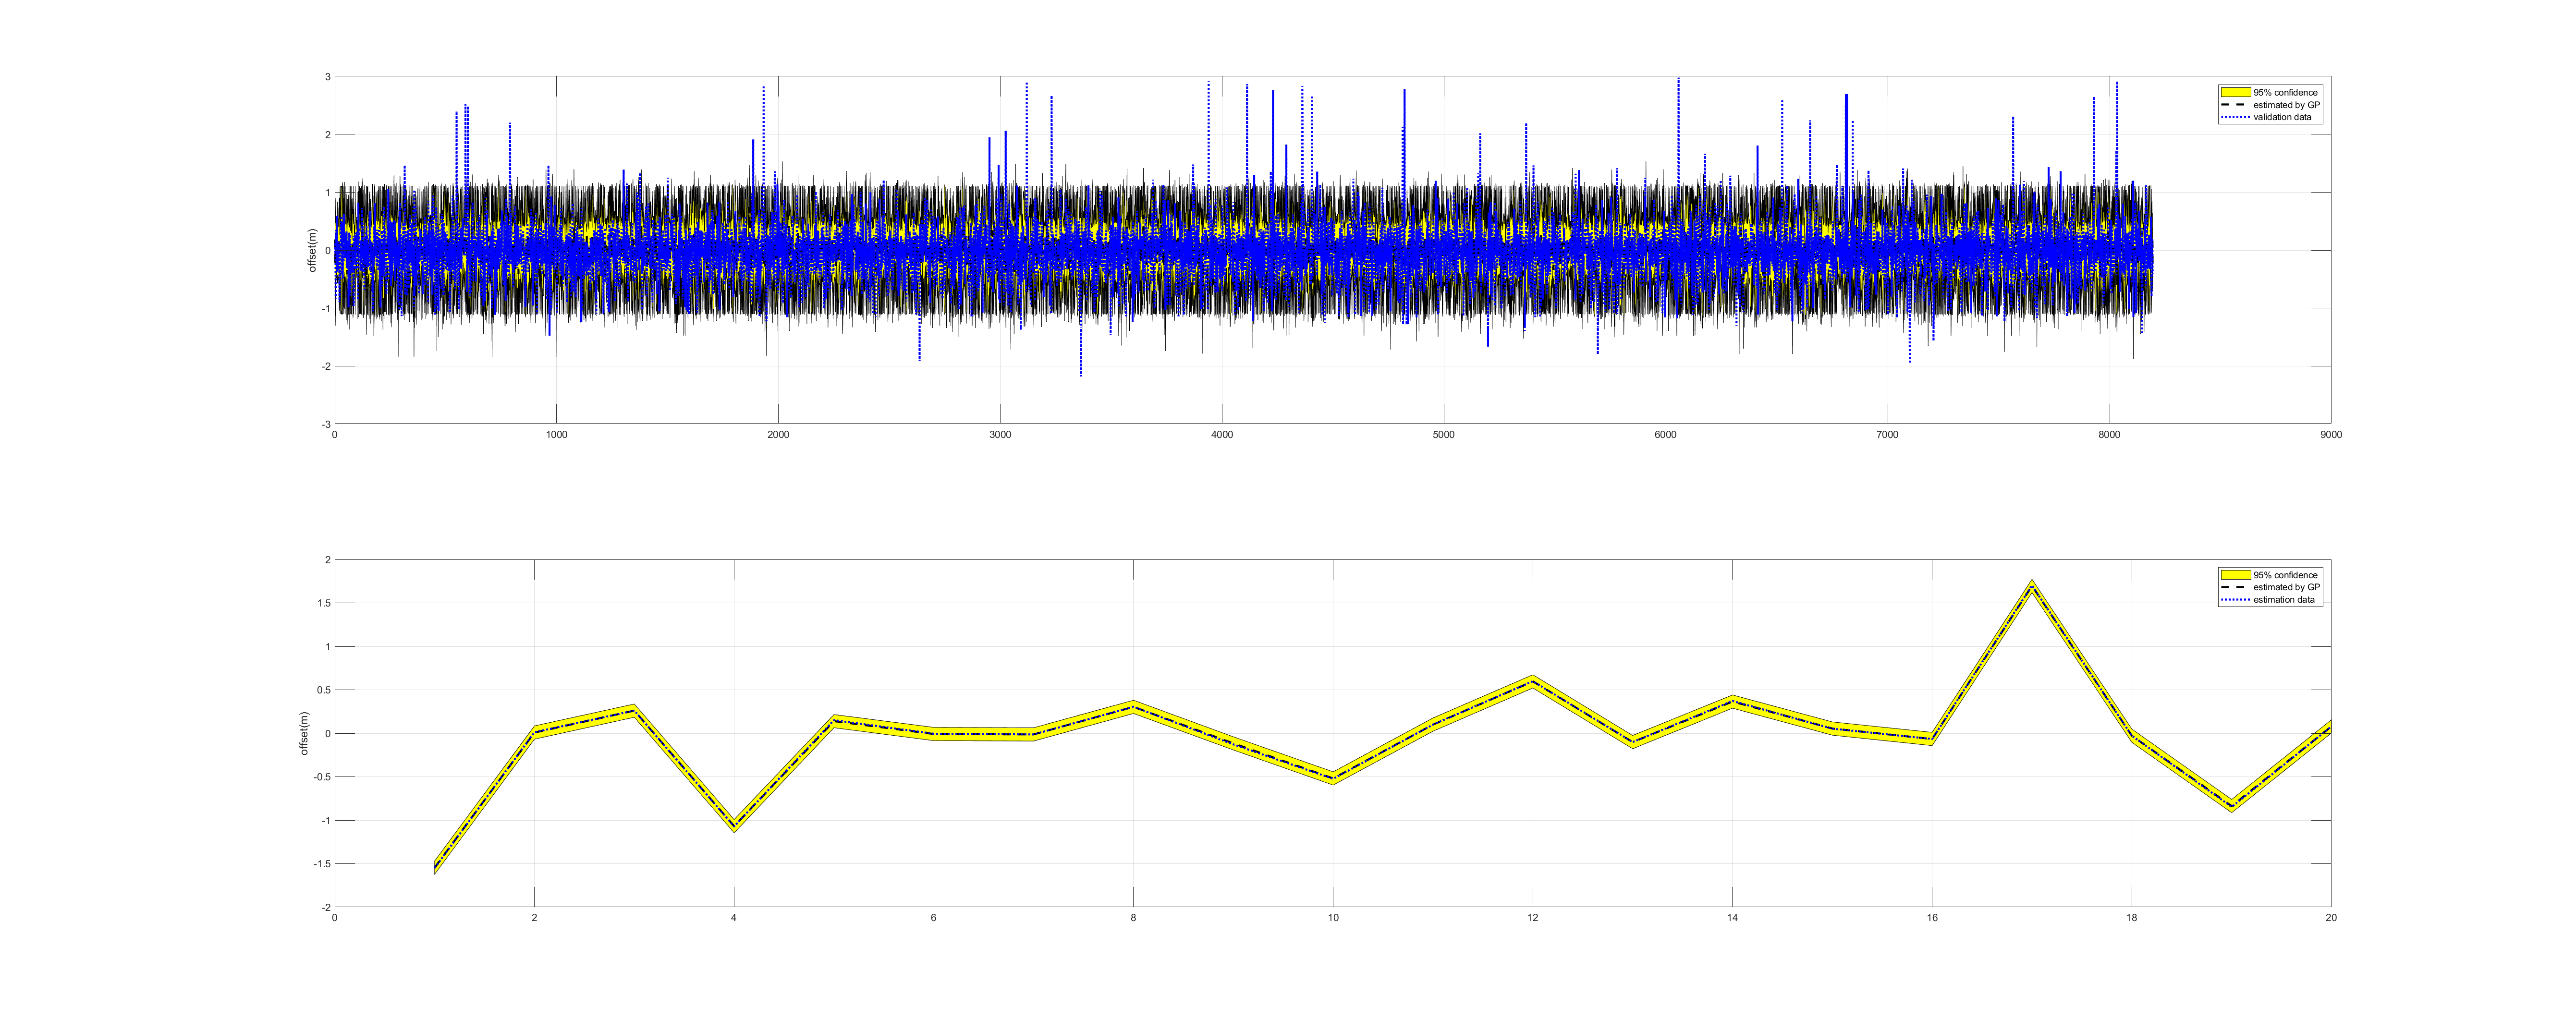 3
2
1
0
-1
-2
-3
offset(m)
0 1000 2000 3000 4000 5000 6000 7000 8000 9000
95% confidence
estimated by GP
validation data
2
1.5
1
0.5
0
-0.5
-1
-1.5
-2
offset(m)
0 2 4 6 8 10 12 14 16 18 20
95% confidence
estimated by GP
estimation data